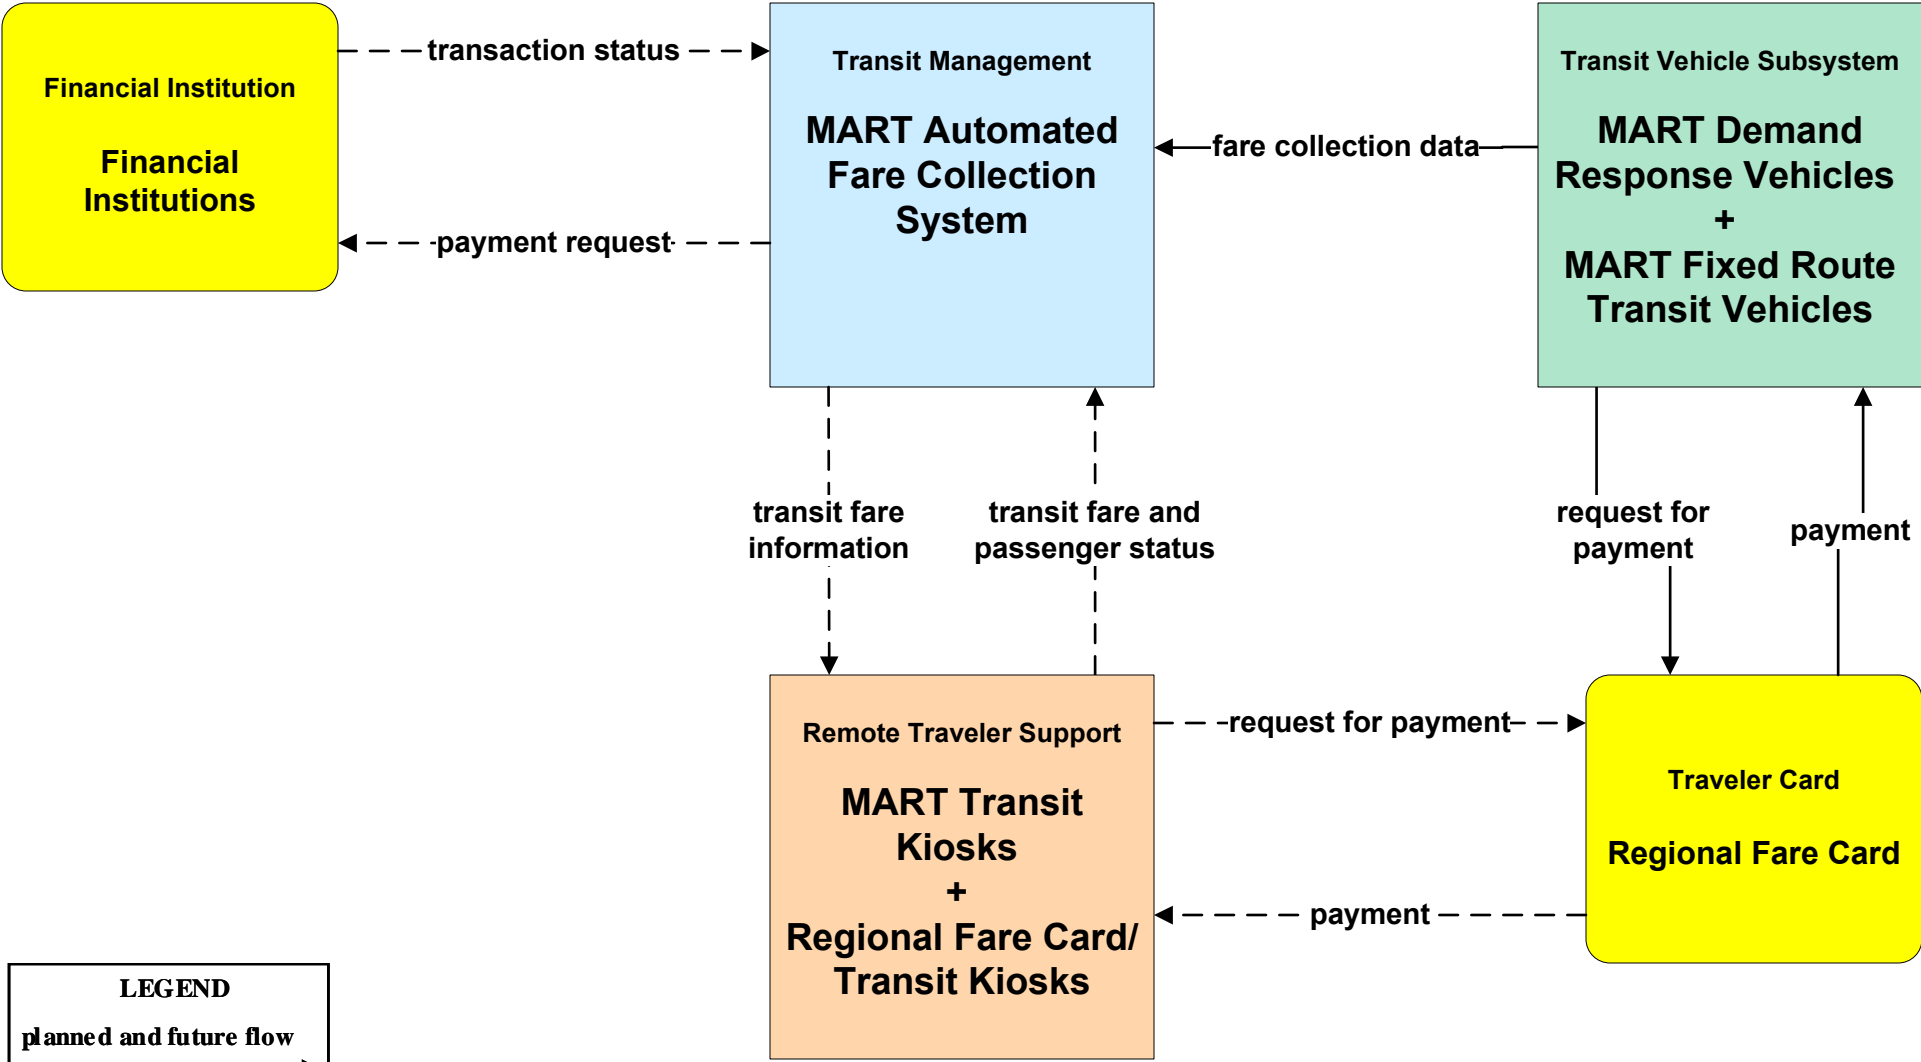 Financial Institution
Financial
Institutions
transaction status
payment request
Transit Management
MART Automated
Fare Collection
System
fare collection data
Transit Vehicle Subsystem
MART Demand
Response Vehicles
+
MART Fixed Route
Transit Vehicles
transit fare
information
transit fare and
passenger status
request for
payment
payment
Remote Traveler Support
MART Transit
Kiosks
+
Regional Fare Card/
Transit Kiosks
request for payment
payment
Traveler Card
Regional Fare Card
LEGEND
planned and future flow